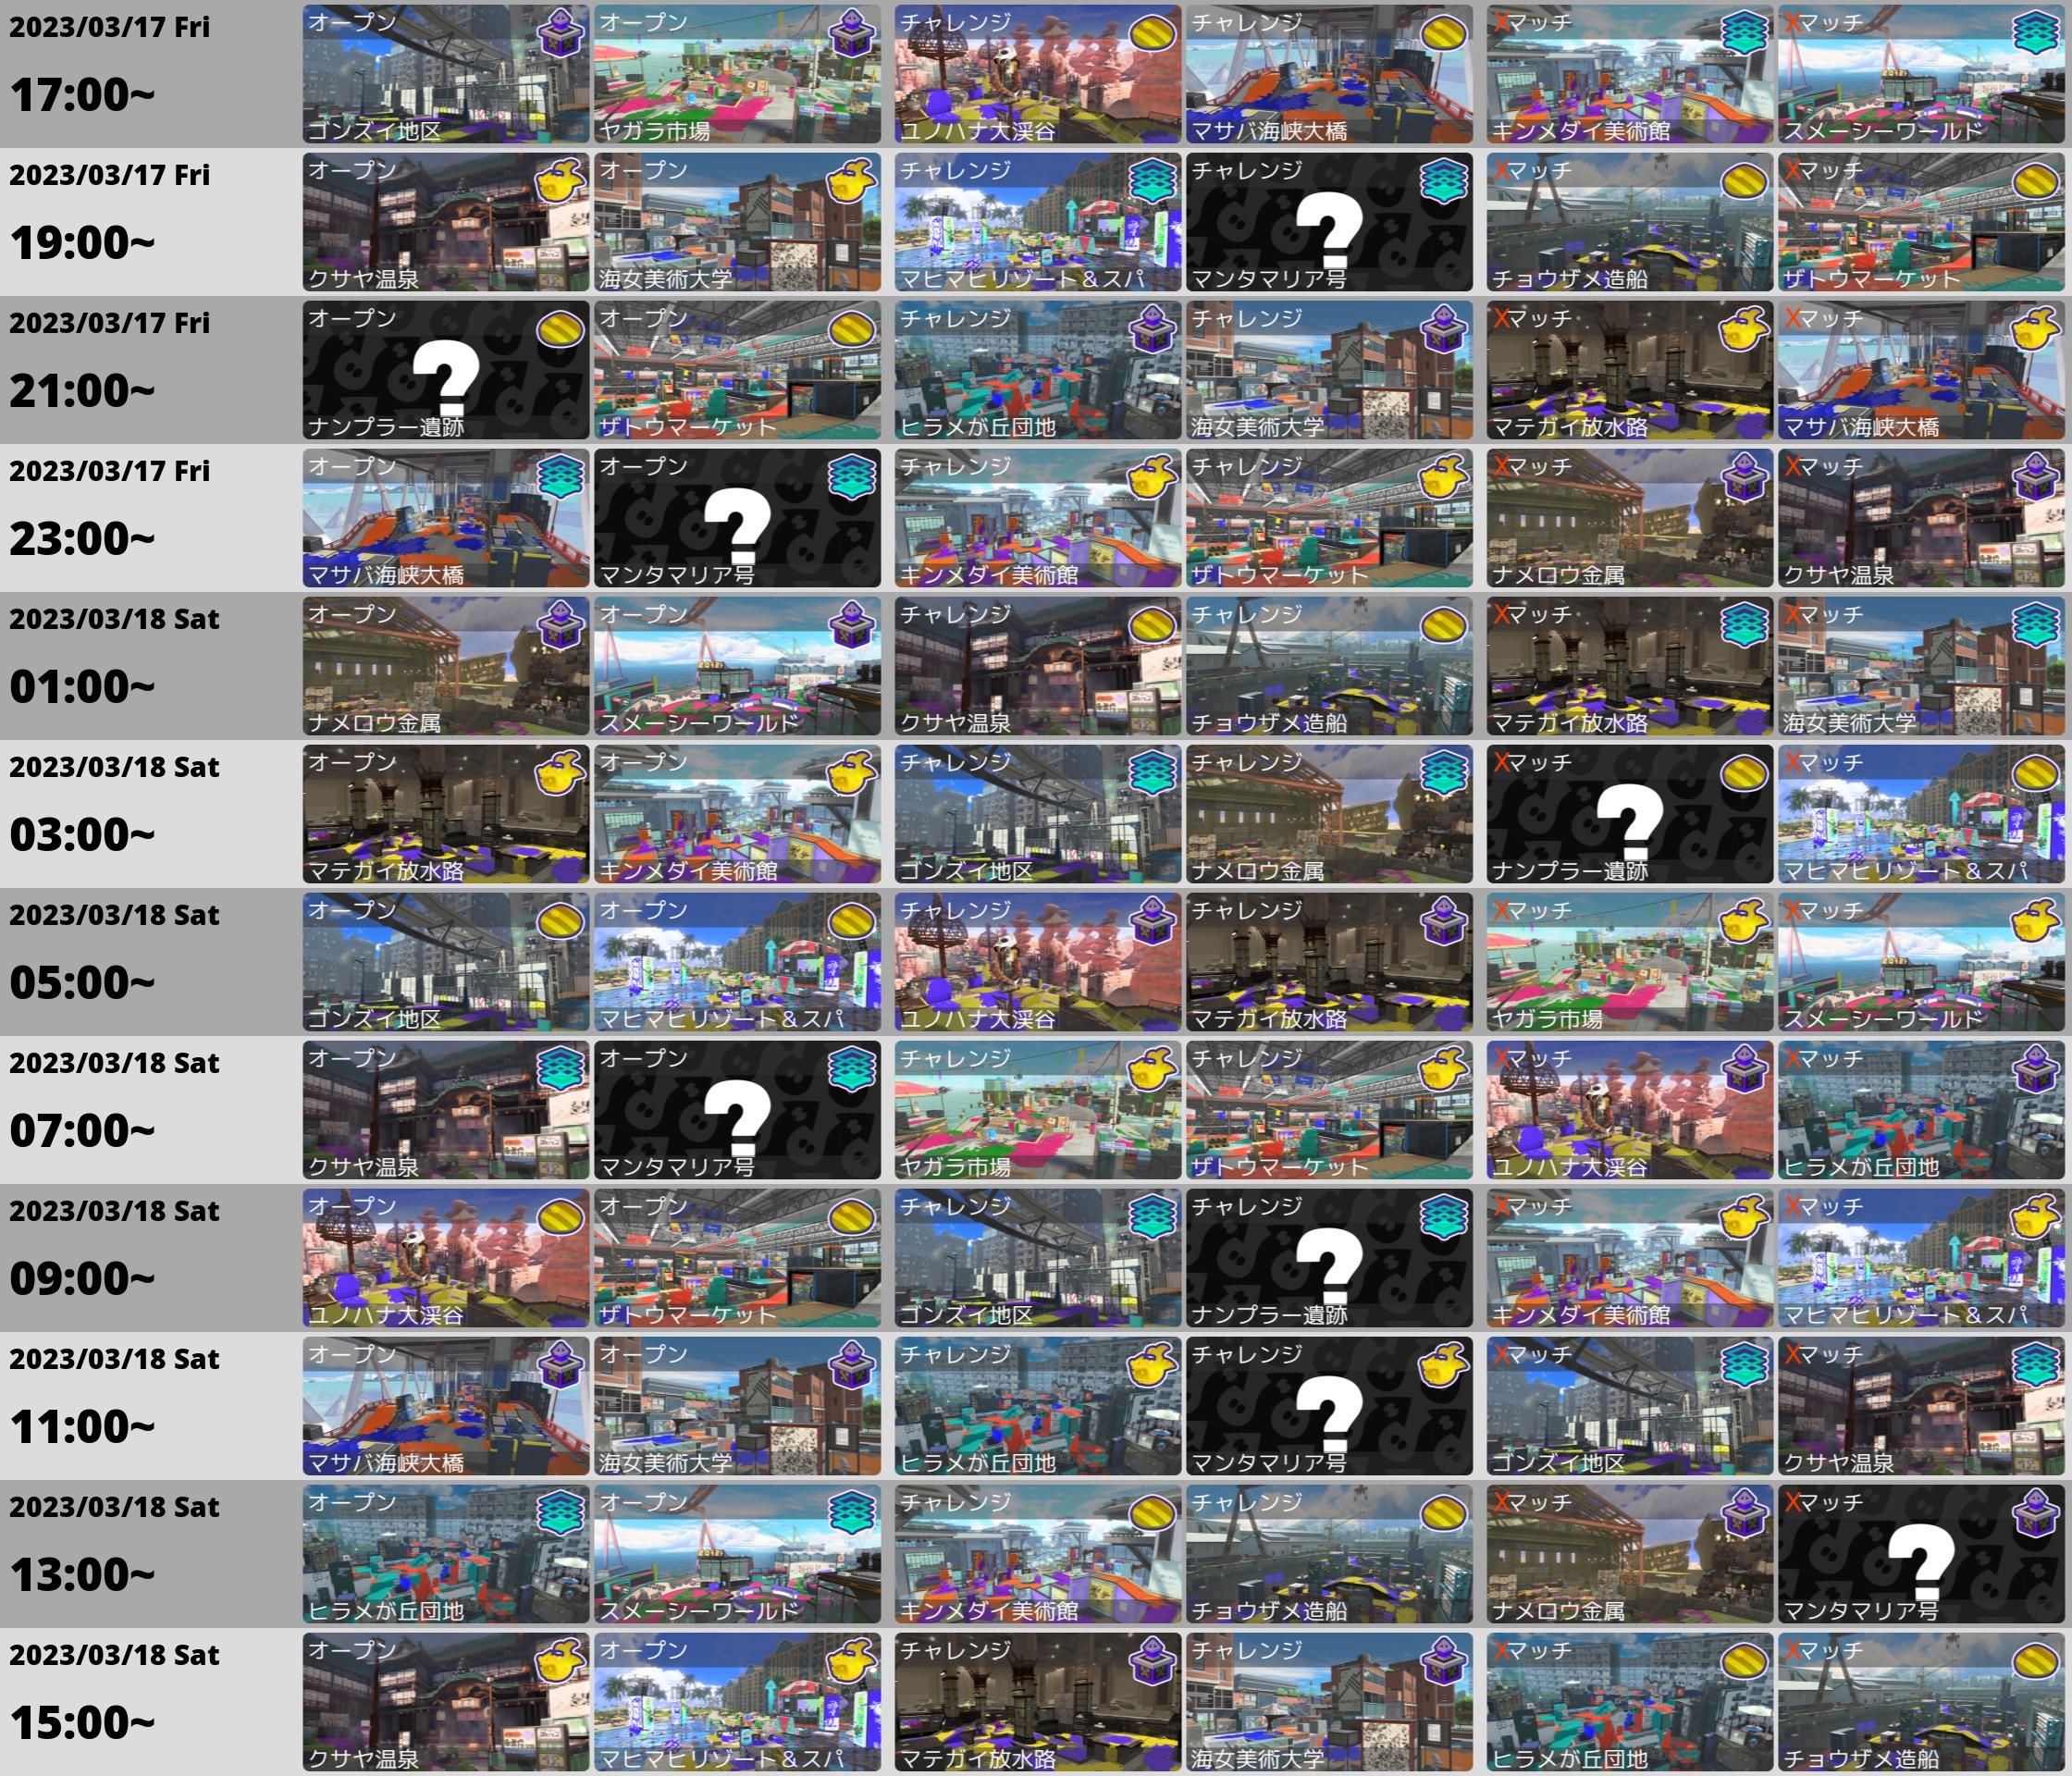 2023/03/17 Fri
17:00~
オープン オープン チャレンジ チャレンジ Xマッチ Xマッチ
ゴンズイ地区 ヤガラ市場 ユノハナ大渓谷 マサバ海峡大橋 キンメダイ美術館 スメーシーワールド
2023/03/17 Fri
19:00~
オープン オープン チャレンジ チャレンジ Xマッチ Xマッチ
?
クサヤ温泉 海女美術大学 マヒマヒリゾート&スパ マンタマリア号 チョウザメ造船 ザトウマーケット
2023/03/17 Fri
21:00~
オープン オープン チャレンジ チャレンジ Xマッチ Xマッチ
?
ナンプラー遺跡 ザトウマーケット ヒラメが丘団地 海女美術大学 マテガイ放水路 マサバ海峡大橋
2023/03/17 Fri
23:00~
オープン オープン チャレンジ チャレンジ Xマッチ Xマッチ
?
マサバ海峡大橋 マンタマリア号 キンメダイ美術館 ザトウマーケット ナメロウ金属 クサヤ温泉
2023/03/18 Sat
01:00~
オープン オープン チャレンジ チャレンジ Xマッチ Xマッチ
ナメロウ金属 スメーシーワールド クサヤ温泉 チョウザメ造船 マテガイ放水路 海女美術大学
2023/03/18 Sat
03:00~
オープン オープン チャレンジ チャレンジ Xマッチ Xマッチ
?
マテガイ放水路 キンメダイ美術館 ゴンズイ地区 ナメロウ金属 ナンプラー遺跡 マヒマヒリゾート&スパ
2023/03/18 Sat
05:00~
オープン オープン チャレンジ チャレンジ Xマッチ Xマッチ
ゴンズイ地区 マヒマヒリゾート&スパ ユノハナ大渓谷 マテガイ放水路 ヤガラ市場 スメーシーワールド
2023/03/18 Sat
07:00~
オープン オープン チャレンジ チャレンジ Xマッチ Xマッチ
?
クサヤ温泉 マンタマリア号 ヤガラ市場 ザトウマーケット ユノハナ大渓谷 ヒラメが丘団地
2023/03/18 Sat
09:00~
オープン オープン チャレンジ チャレンジ Xマッチ Xマッチ
?
ユノハナ大渓谷 ザトウマーケット ゴンズイ地区 ナンプラー遺跡 キンメダイ美術館 マヒマヒリゾート&スパ
2023/03/18 Sat
11:00~
オープン オープン チャレンジ チャレンジ Xマッチ Xマッチ
?
マサバ海峡大橋 海女美術大学 ヒラメが丘団地 マンタマリア号 ゴンズイ地区 クサヤ温泉
2023/03/18 Sat
13:00~
オープン オープン チャレンジ チャレンジ Xマッチ Xマッチ
?
ヒラメが丘団地 スメーシーワールド キンメダイ美術館 チョウザメ造船 ナメロウ金属 マンタマリア号
2023/03/18 Sat
15:00~
オープン オープン チャレンジ チャレンジ Xマッチ Xマッチ
クサヤ温泉 マヒマヒリゾート&スパ マテガイ放水路 海女美術大学 ヒラメが丘団地 チョウザメ造船